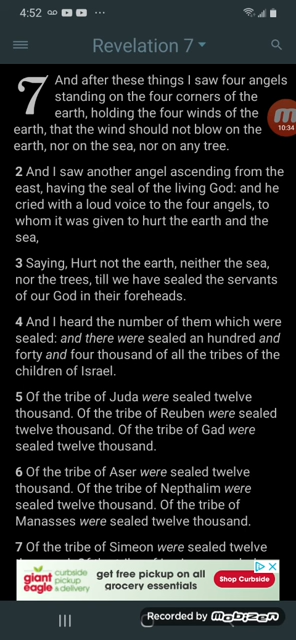 4:52
Revelation 7
7 And after these things I saw four angels
standing on the four corners of the
earth, holding the four winds of the
earth, that the wind should not blow on the
earth, nor on the sea, nor on any tree.
10:34
2 And I saw another angel ascending from the
east, having the seal of the living God: and he
cried with a loud voice to the four angels, to
whom it was given to hurt the earth and the
sea,
3 Saying, Hurt not the earth, neither the sea,
nor the trees, till we have sealed the servants
of our God in their foreheads.
4 And I heard the number of them which were
sealed: and there were sealed an hundred and
forty and four thousand of all the tribes of the
children of Israel.
5 Of the tribe of Juda were sealed twelve
thousand. Of the tribe of Reuben were sealed
twelve thousand. Of the tribe of Gad were
sealed twelve thousand.
6 Of the tribe of Aser were sealed twelve
thousand. Of the tribe of Nepthalim were
sealed twelve thousand. Of the tribe of
Manasses were sealed twelve thousand.
7 Of the tribe of Simeon were sealed twelve
giant eagle
curbside pickup & delivery
get free pickup on all
grocery essentials
Shop Curbside
Recorded by mobizen